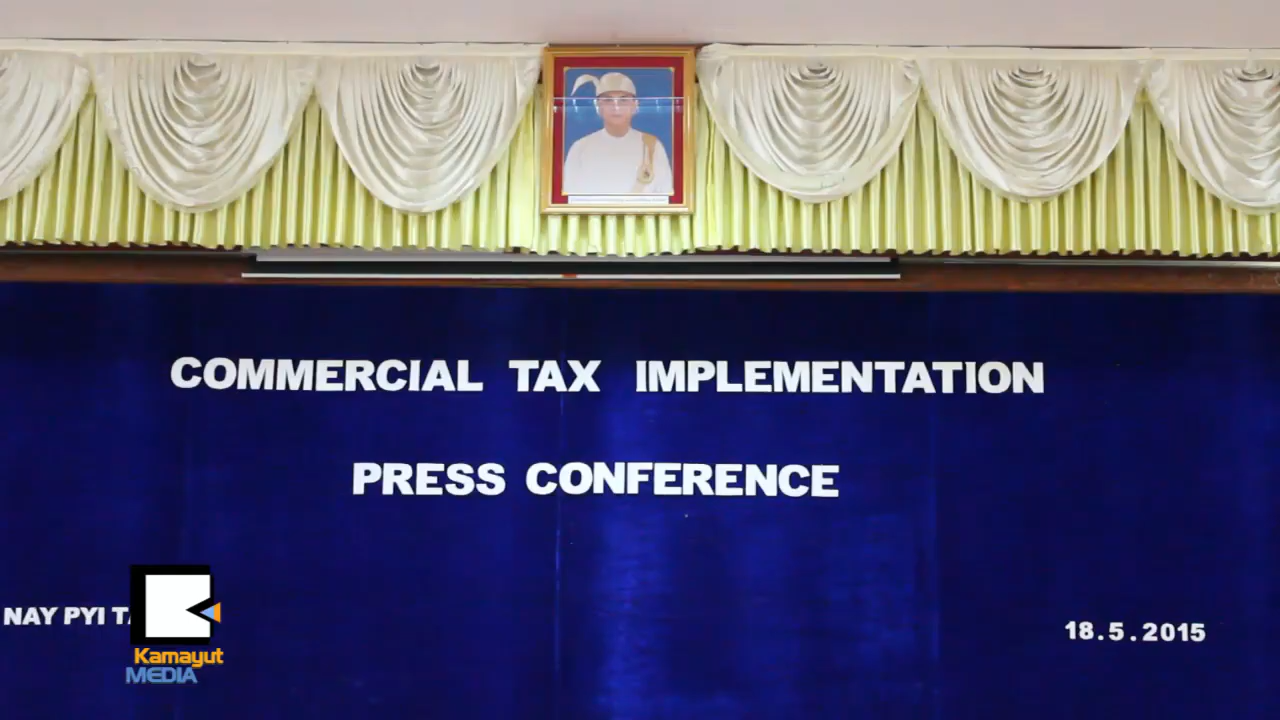 COMMERCIAL TAX IMPLEMENTATION
PRESS CONFERENCE
NAY PYI
18.5.2015
Kamayut
MEDIA